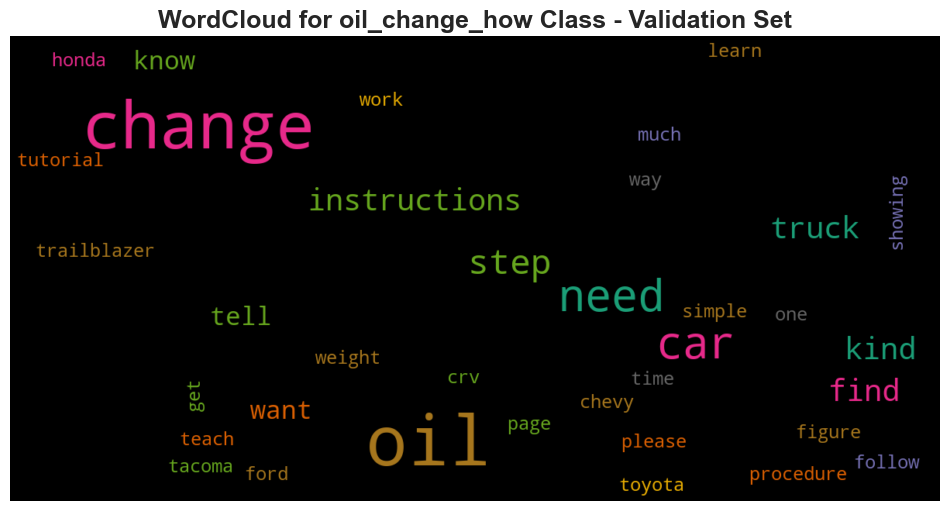 WordCloud for oil_change_how Class - Validation Set
learn
honda
know
work
change
much
tutorial
way
instructions
showing
truck
trailblazer
step
need
tell
simple
one
car
kind
weight
crv
time
get
find
chevy
want
page
oil
teach
please
figure
tacoma
ford
follow
toyota
procedure